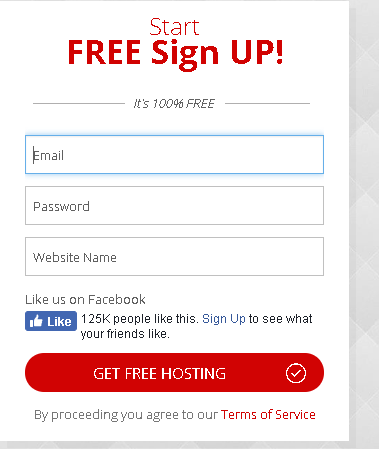 Start
FREE Sign UP!
It's 100% FREE
Email
Password
Website Name
Like us on Facebook
Like 125K people like this. Sign Up to see what
your friends like.
GET FREE HOSTING
By proceeding you agree to our Terms of Service